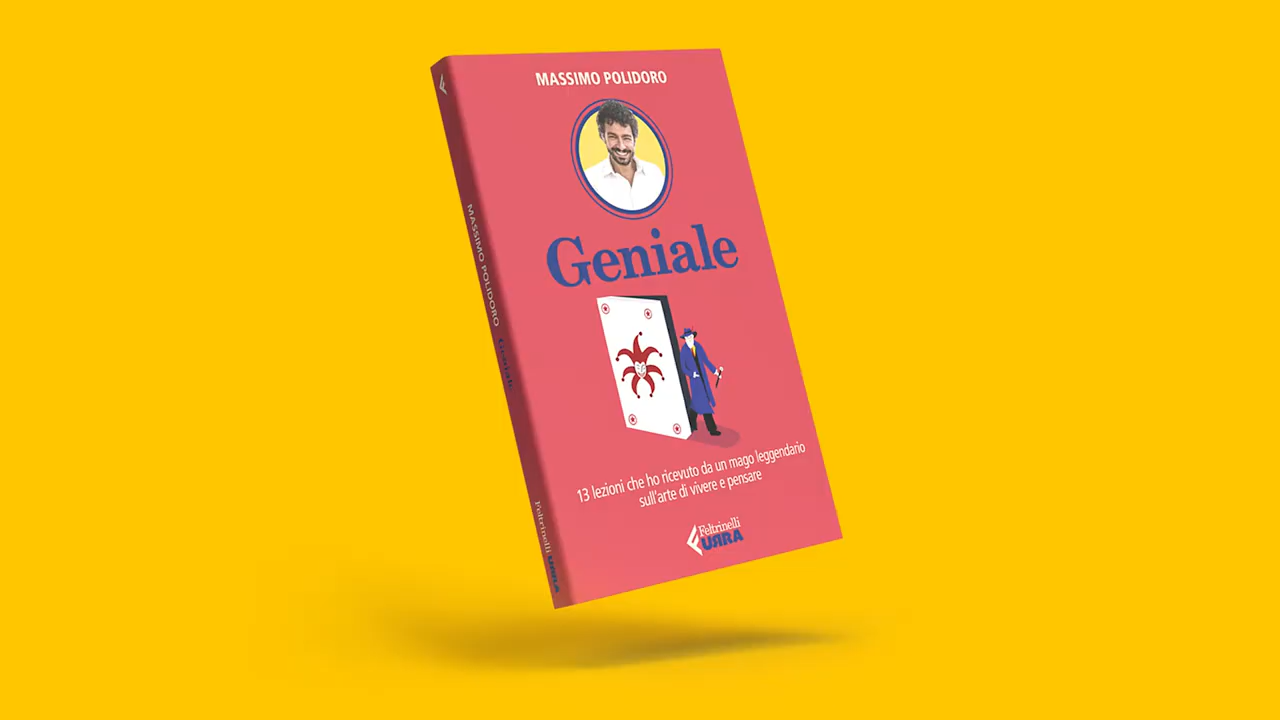 MASSIMO POLIDORO
Geniale
13 lezioni che ho ricevuto da un mago leggendario
sull'arte di vivere e pensare
Feltrinelli
URRA
MASSIMO POLIDORO
Geniale
Feltrinelli URRA